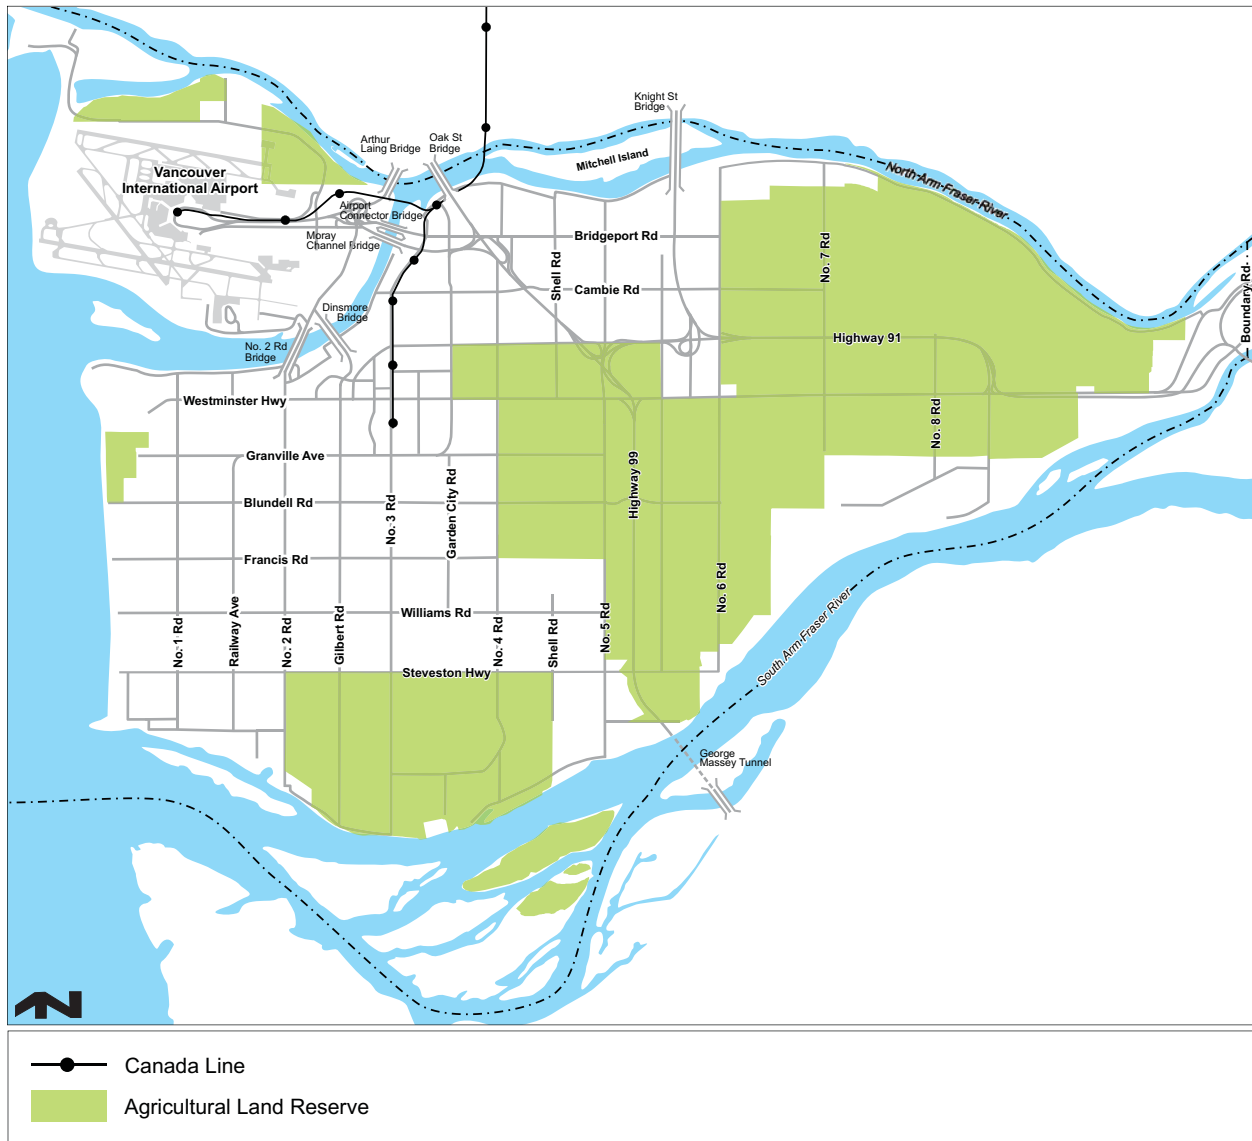 Knight St
Bridge
Arthur
Laing Bridge
Oak St
Bridge
Mitchell Island
Vancouver
International Airport
North Arm Fraser River
Airport
Connector Bridge
Moray
Channel Bridge
Bridgeport Rd
No. 7 Rd
Shell Rd
Cambie Rd
Boundary Rd.
Dinsmore
Bridge
No. 2 Rd
Bridge
Highway 91
Westminster Hwy
No. 8 Rd
Granville Ave
Highway 99
Blundell Rd
No. 3 Rd
Garden City Rd
Francis Rd
No. 6 Rd
Williams Rd
No. 1 Rd
Railway Ave
No. 2 Rd
Gilbert Rd
No. 4 Rd
Shell Rd
No. 5 Rd
South Arm Fraser River
Steveston Hwy
George
Massey Tunnel
N
Canada Line
Agricultural Land Reserve